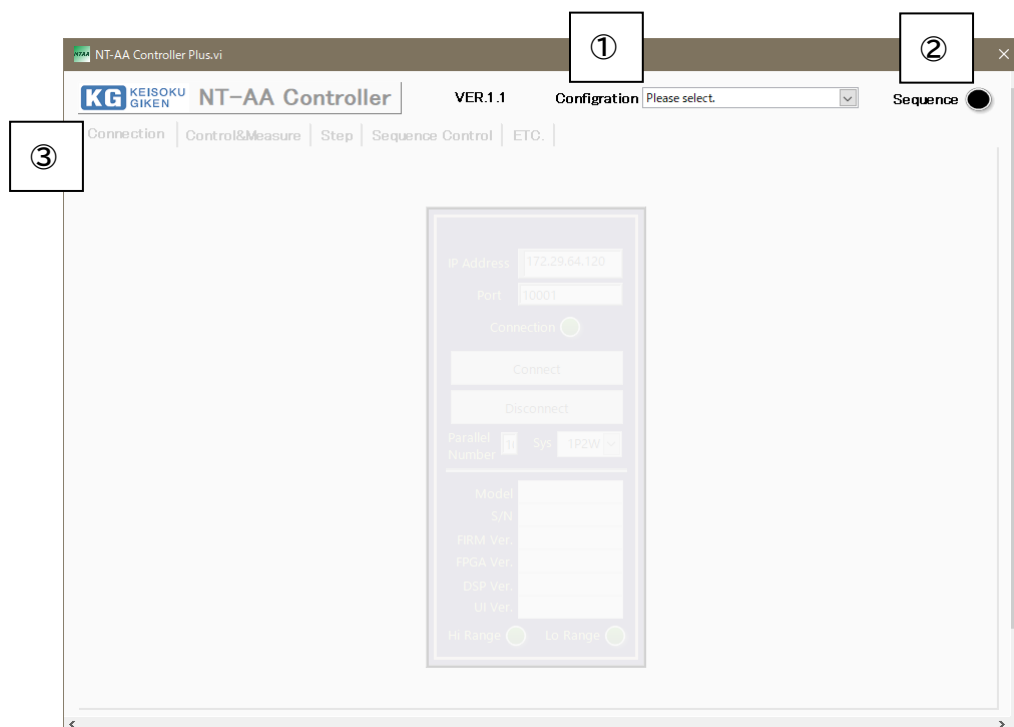 ①
②
NTAA NT-AA Controller Plus.vi
KG KEISOKU GIKEN NT-AA Controller VER.1.1 Configration Please select. Sequence
③
Connection Control&Measure Step Sequence Control ETC.
IP Address 172.29.64.120
Port 10001
Connection
Connect
Disconnect
Parallel Number 1 Sys 1P2W
Model
S/N
FIRM Ver.
FPGA Ver.
DSP Ver.
UI Ver.
Hi Range Lo Range